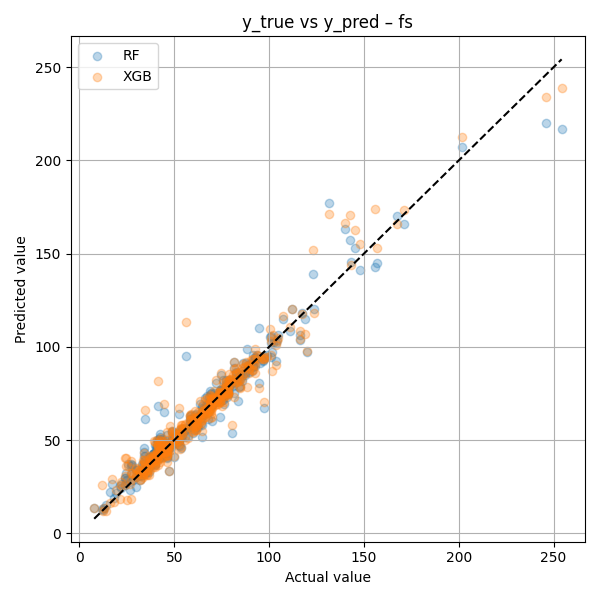 y_true vs y_pred – fs
RF
XGB
250
200
150
100
50
0
Predicted value
0 50 100 150 200 250
Actual value